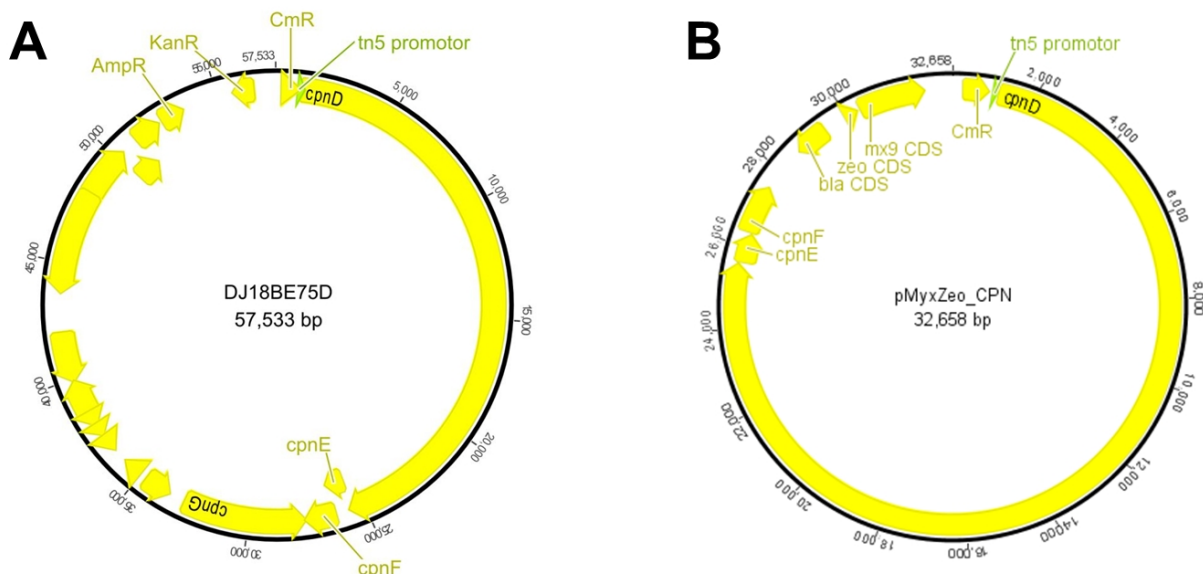 A
CmR
57,533
KanR
tn5 promotor
AmpR
55,000
cpnD
5,000
50,000
10,000
45,000
DJ18BE75D
57,533 bp
15,000
40,000
cpnE
20,000
35,000
cpnG
25,000
30,000
cpnF
B
32,658
tn5 promotor
30,000
2,000
cpnD
CmR
mx9 CDS
zeo CDS
bla CDS
28,000
4,000
6,000
cpnF
26,000
cpnE
pMyxZeo_CPN
32,658 bp
8,000
24,000
10,000
22,000
12,000
20,000
14,000
18,000
16,000